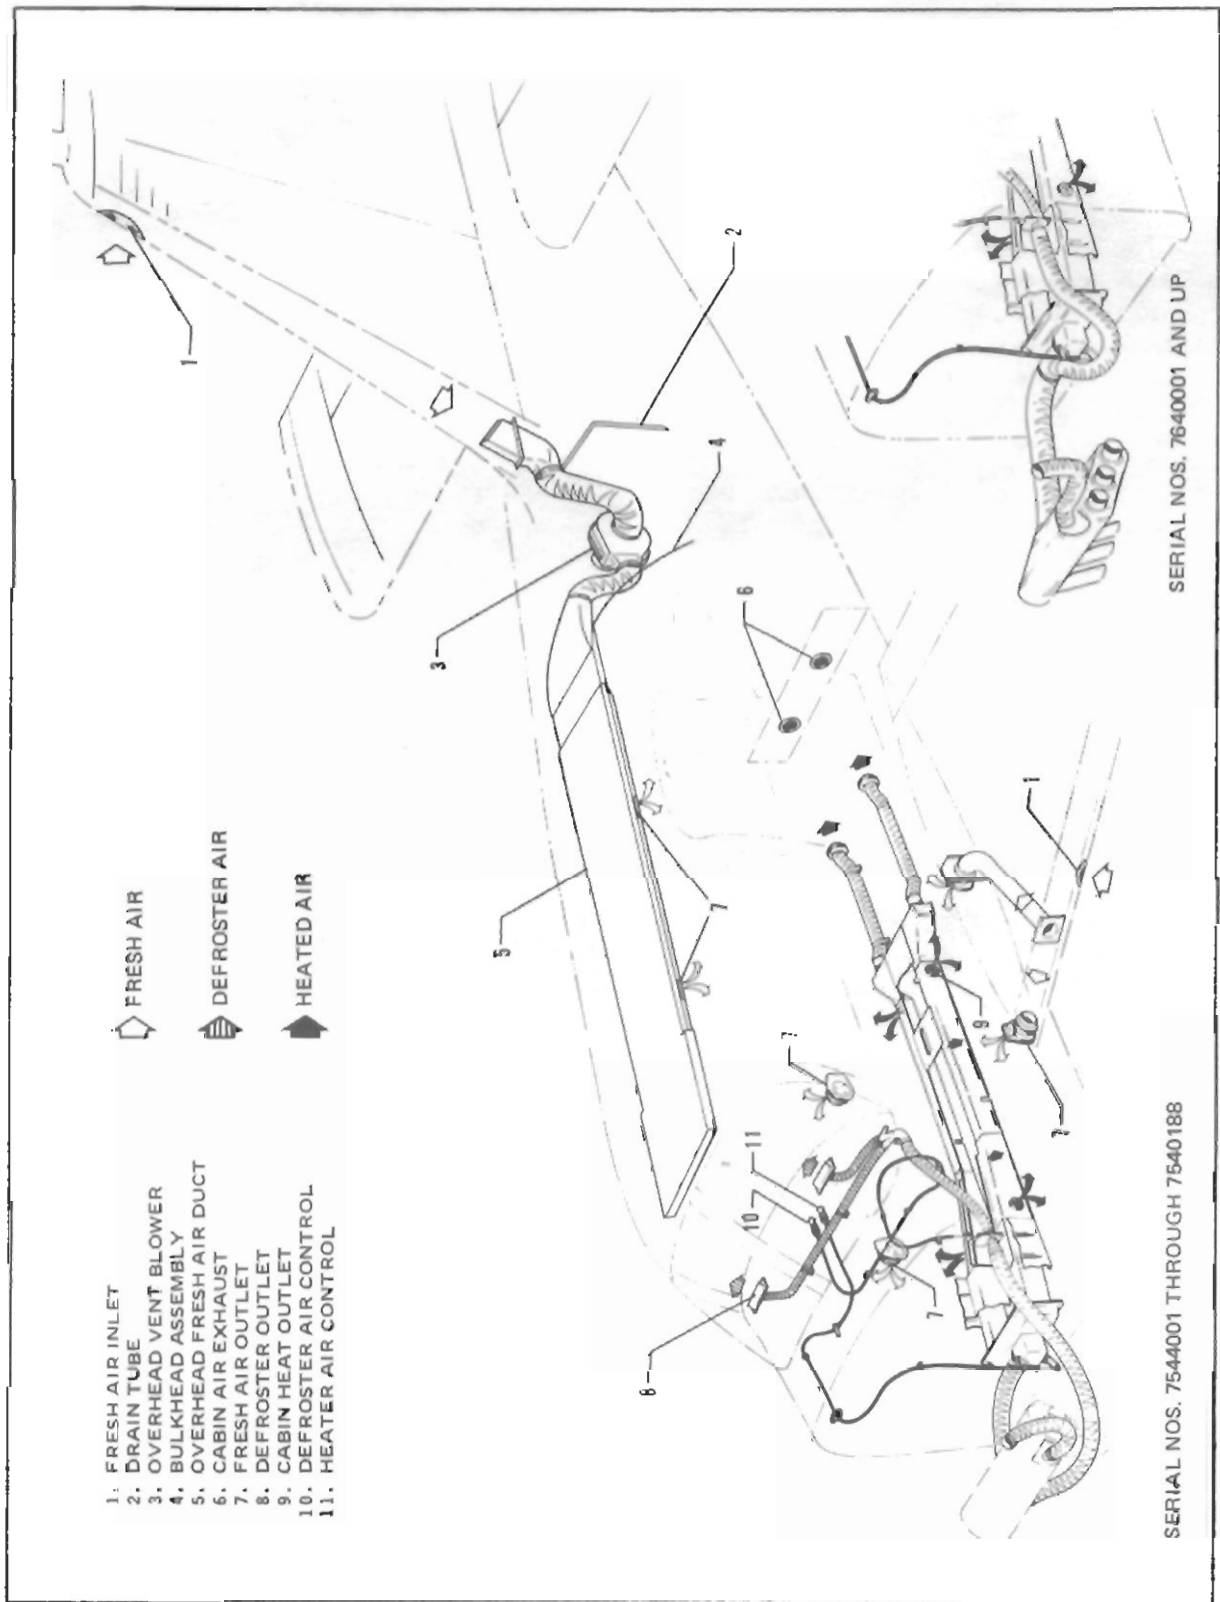 1. FRESH AIR INLET
2. DRAIN TUBE
3. OVERHEAD VENT BLOWER
4. BULKHEAD ASSEMBLY
5. OVERHEAD FRESH AIR DUCT
6. CABIN AIR EXHAUST
7. FRESH AIR OUTLET
8. DEFROSTER OUTLET
9. CABIN HEAT OUTLET
10. DEFROSTER AIR CONTROL
11. HEATER AIR CONTROL
FRESH AIR
DEFROSTER AIR
HEATED AIR
1
2
3
4
5
6
7
7
8
10
11
7
9
7
1
SERIAL NOS. 7544001 THROUGH 7540188
SERIAL NOS. 7640001 AND UP